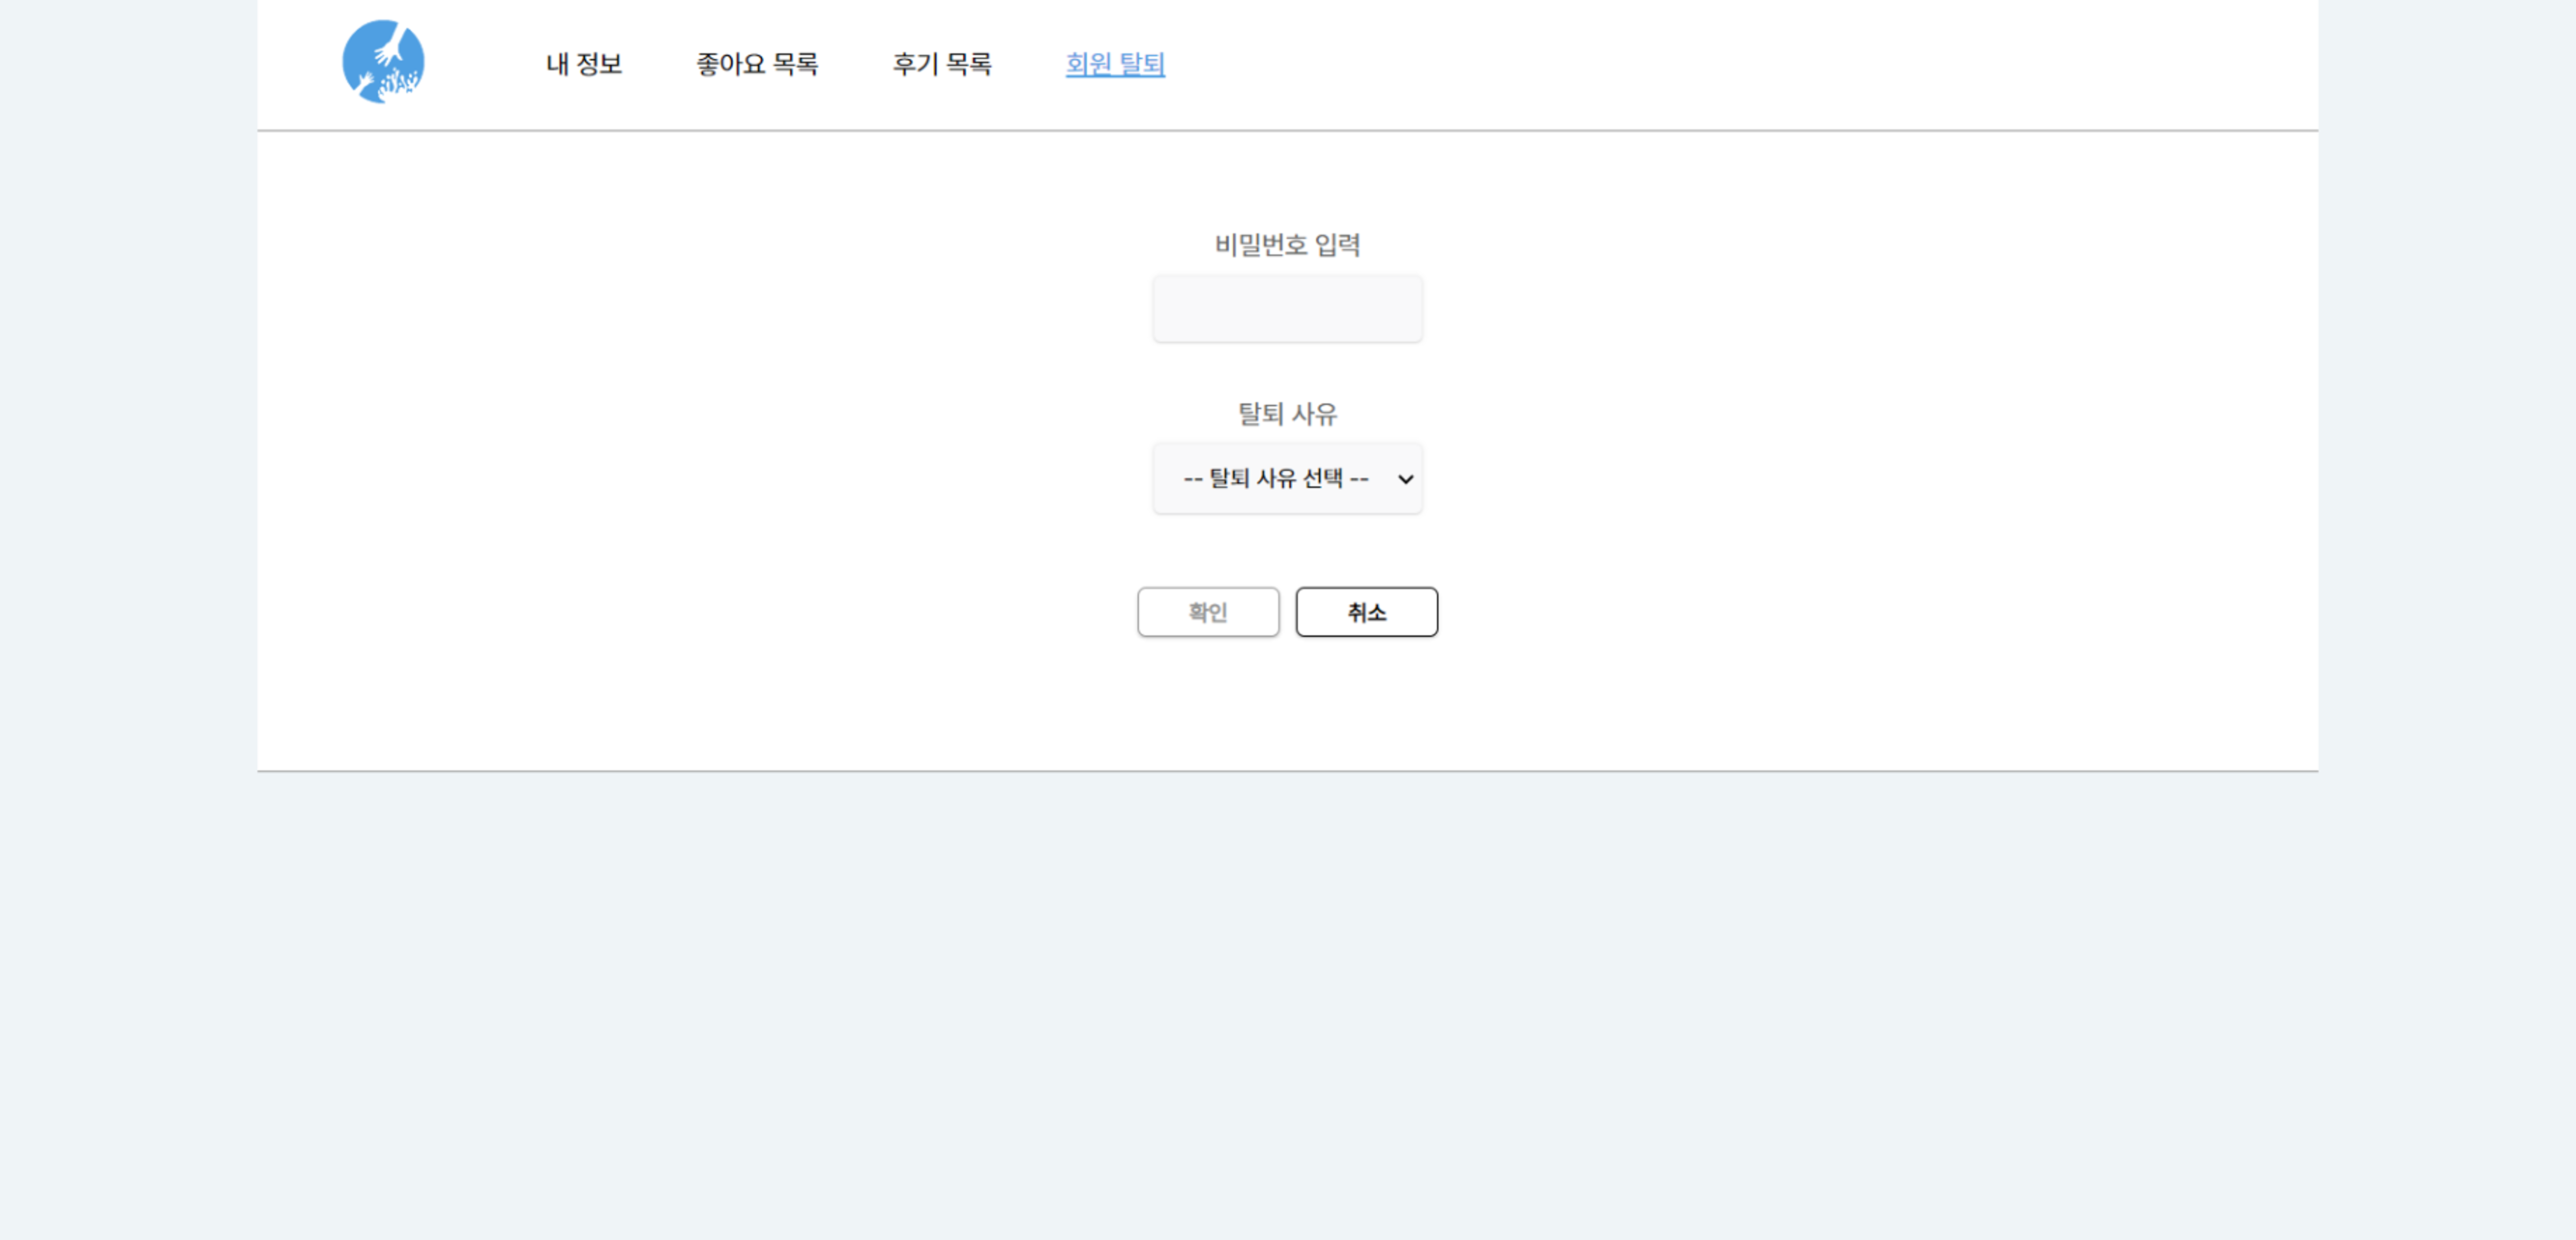 내 정보 좋아요 목록 후기 목록 회원 탈퇴
비밀번호 입력
탈퇴 사유
-- 탈퇴 사유 선택 --
확인 취소